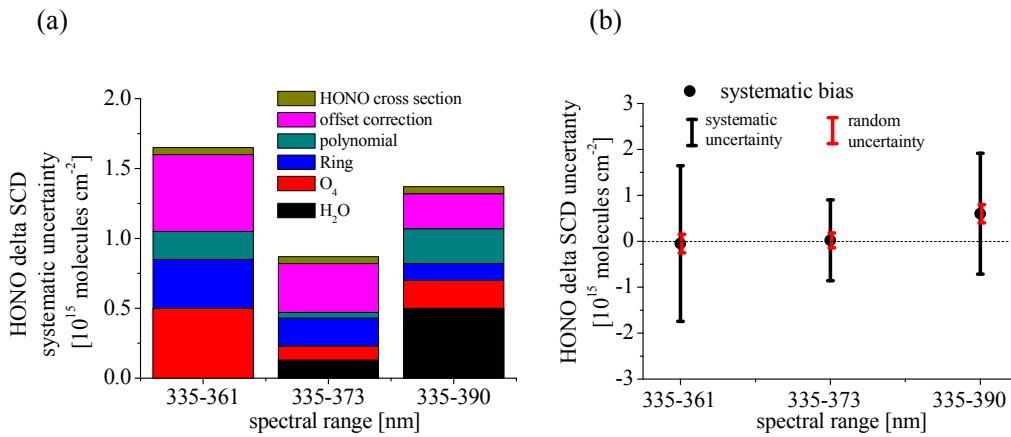 (a)
HONO delta SCD
systematic uncertainty
[10^15 molecules cm^-2]
2.0
1.5
1.0
0.5
0.0
HONO cross section
offset correction
polynomial
Ring
O_4
H_2O
335-361
335-373
335-390
spectral range [nm]
(b)
HONO delta SCD uncertanty
[10^15 molecules cm^-2]
3
2
1
0
-1
-2
-3
systematic bias
systematic
uncertainty
random
uncertainty
335-361
335-373
335-390
spectral range [nm]